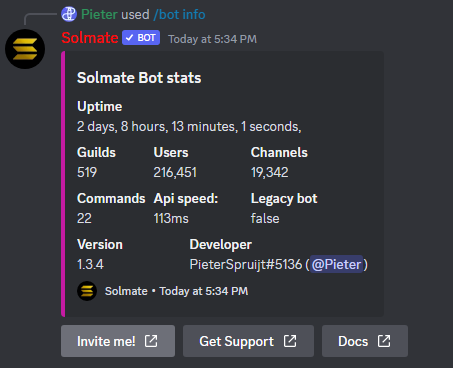 Pieter used /bot info
Solmate ✓ BOT Today at 5:34 PM
Solmate Bot stats
Uptime
2 days, 8 hours, 13 minutes, 1 seconds,
Guilds Users Channels
519 216,451 19,342
Commands Api speed: Legacy bot
22 113ms false
Version Developer
1.3.4 PieterSpruijt#5136 (@Pieter)
Solmate • Today at 5:34 PM
Invite me! Get Support Docs